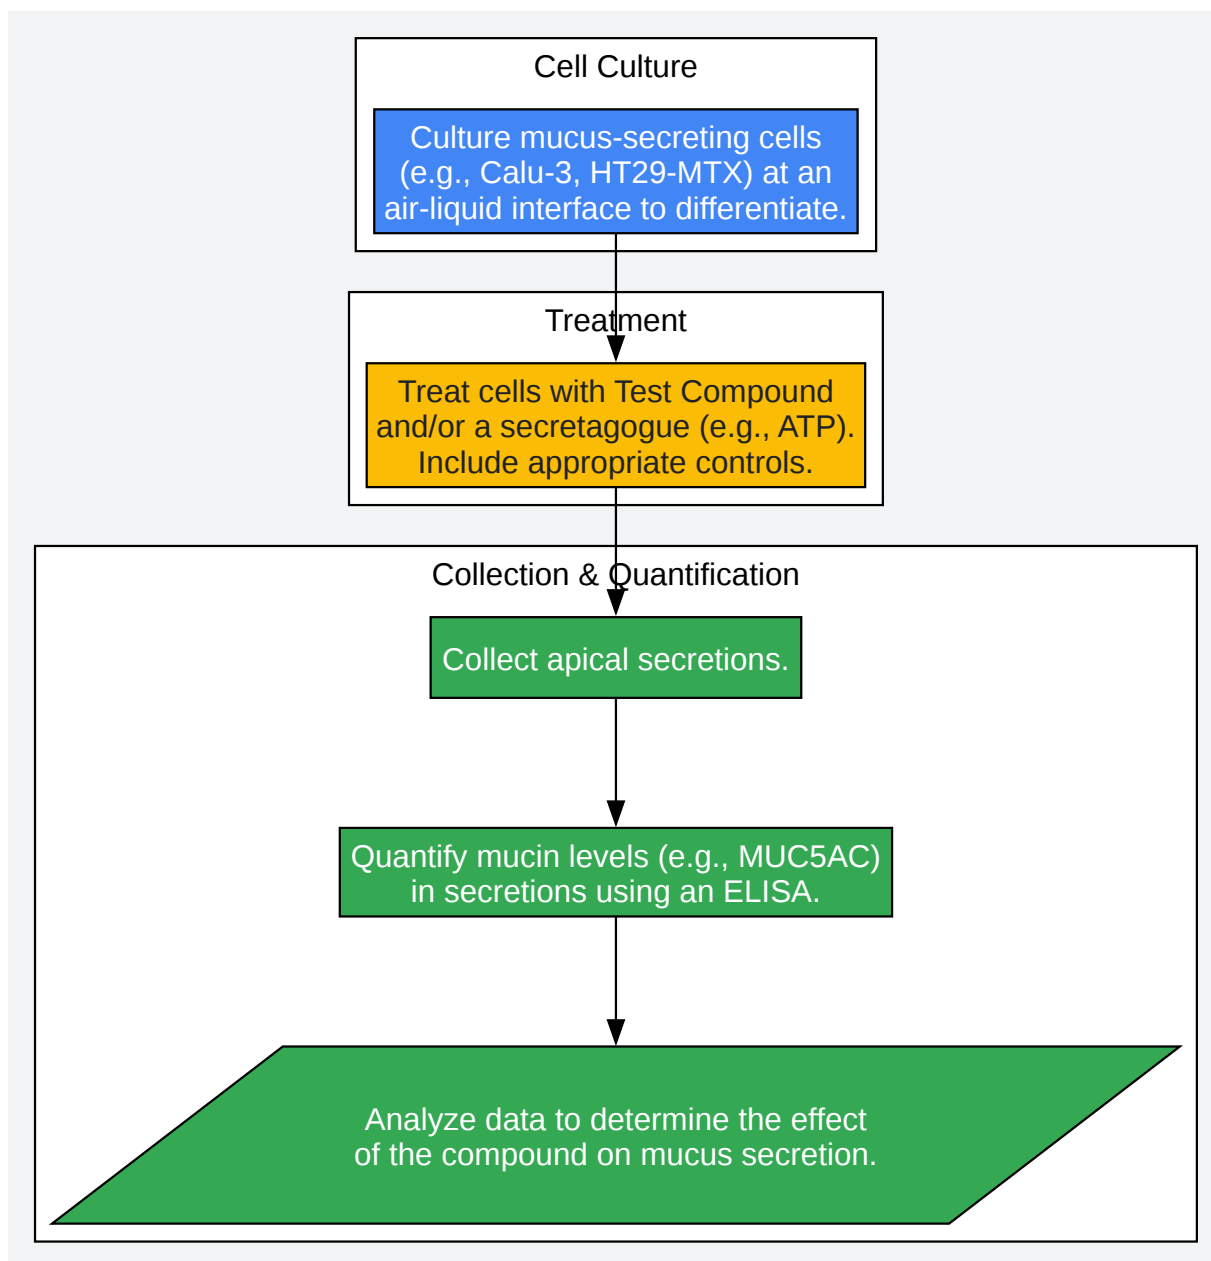 Cell Culture
Culture mucus-secreting cells
(e.g., Calu-3, HT29-MTX) at an
air-liquid interface to differentiate.
Treatment
Treat cells with Test Compound
and/or a secretagogue (e.g., ATP).
Include appropriate controls.
Collection & Quantification
Collect apical secretions.
Quantify mucin levels (e.g., MUC5AC)
in secretions using an ELISA.
Analyze data to determine the effect
of the compound on mucus secretion.